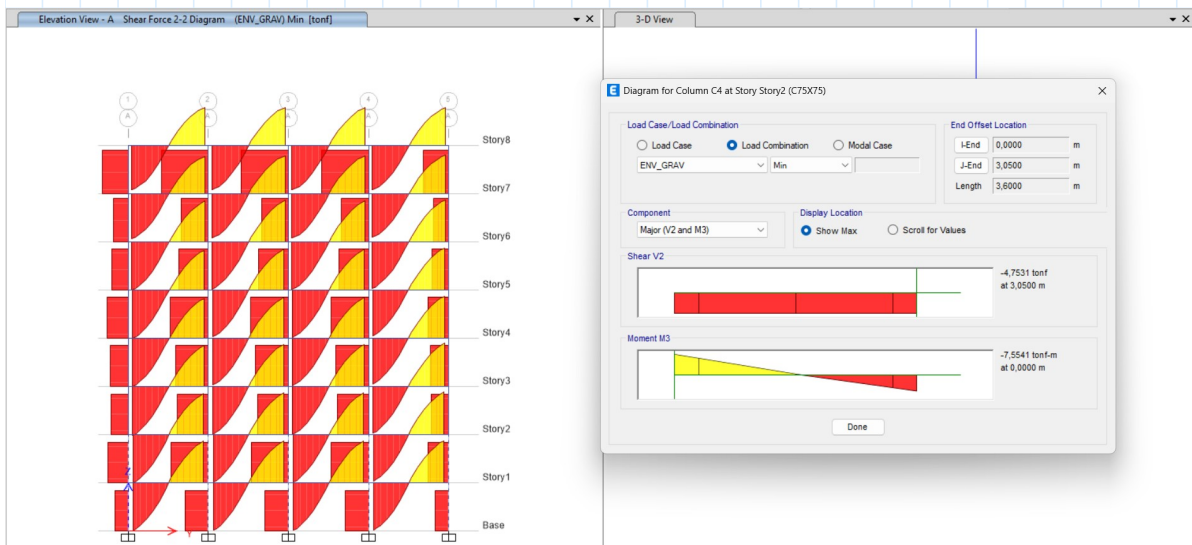 Elevation View - A   Shear Force 2-2 Diagram   (ENV_GRAV) Min  [tonf]
1 2 3 4 5
A A A A A
Story8
Story7
Story6
Story5
Story4
Story3
Story2
Story1
Base
Z
Y
3-D View
E Diagram for Column C4 at Story Story2 (C75X75)
Load Case/Load Combination
Load Case Load Combination Modal Case
ENV_GRAV Min
End Offset Location
I-End 0,0000 m
J-End 3,0500 m
Length 3,6000 m
Component
Major (V2 and M3)
Display Location
Show Max Scroll for Values
Shear V2
-4,7531 tonf
at 3,0500 m
Moment M3
-7,5541 tonf-m
at 0,0000 m
Done